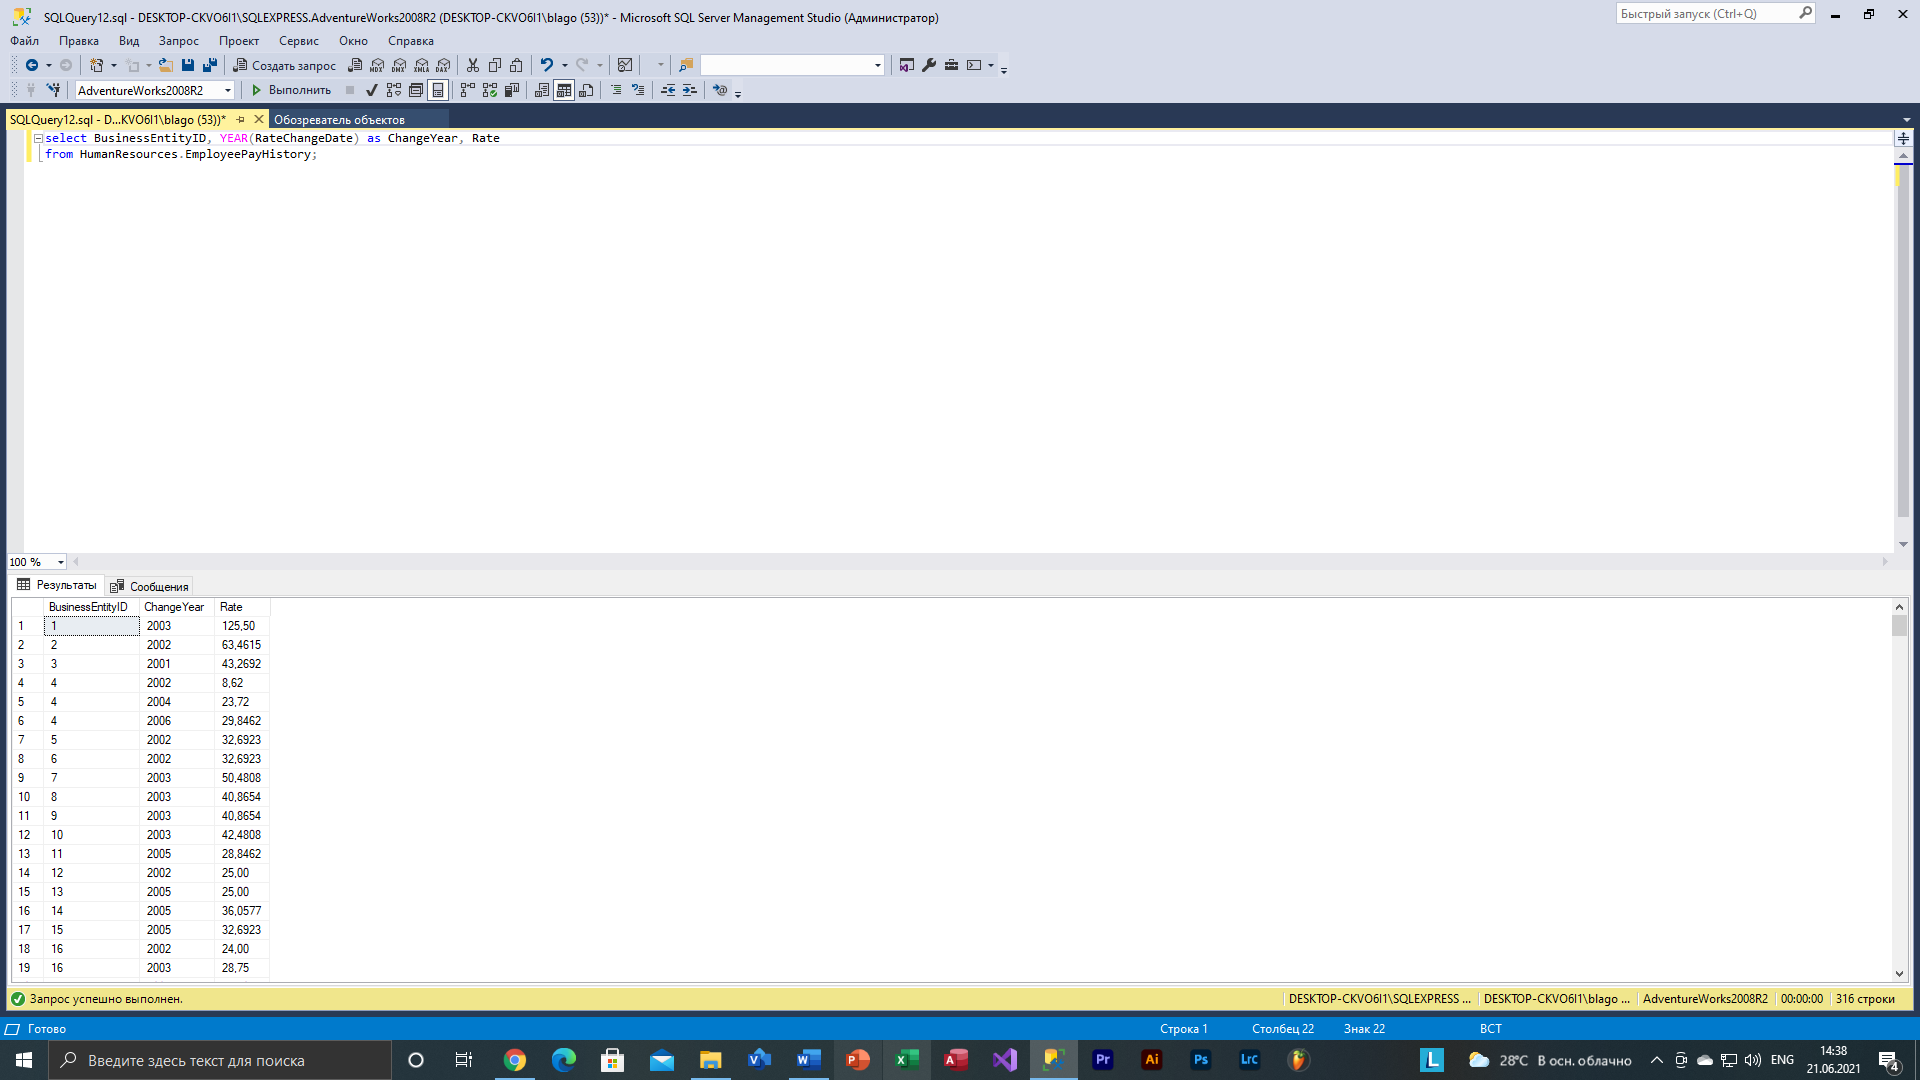 SQLQuery12.sql - DESKTOP-CKVO6I1\SQLEXPRESS.AdventureWorks2008R2 (DESKTOP-CKVO6I1\blago (53))* - Microsoft SQL Server Management Studio (Администратор)
Быстрый запуск (Ctrl+Q)
Файл Правка Вид Запрос Проект Сервис Окно Справка
Создать запрос MDX DMX XMLA DAX
AdventureWorks2008R2 Выполнить
SQLQuery12.sql - D...KVO6I1\blago (53))* Обозреватель объектов
select BusinessEntityID, YEAR(RateChangeDate) as ChangeYear, Rate
from HumanResources.EmployeePayHistory;
100 %
Результаты Сообщения
BusinessEntityID ChangeYear Rate
1 1 2003 125,50
2 2 2002 63,4615
3 3 2001 43,2692
4 4 2002 8,62
5 4 2004 23,72
6 4 2006 29,8462
7 5 2002 32,6923
8 6 2002 32,6923
9 7 2003 50,4808
10 8 2003 40,8654
11 9 2003 40,8654
12 10 2003 42,4808
13 11 2005 28,8462
14 12 2002 25,00
15 13 2005 25,00
16 14 2005 36,0577
17 15 2005 32,6923
18 16 2002 24,00
19 16 2003 28,75
Запрос успешно выполнен. DESKTOP-CKVO6I1\SQLEXPRESS ... DESKTOP-CKVO6I1\blago ... AdventureWorks2008R2 00:00:00 316 строки
Готово Строка 1 Столбец 22 Знак 22 ВСТ
Введите здесь текст для поиска Pr Ai Ps Lrc L 28°C В осн. облачно ENG 14:38
21.06.2021 4